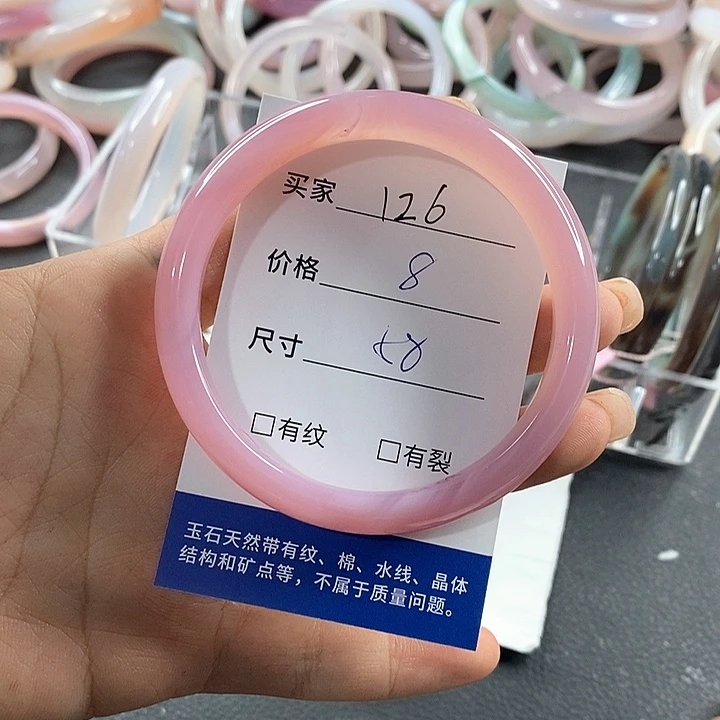 买家 126
价格 8
尺寸 58
□有纹 □有裂
玉石天然带有纹、棉、水线、晶体
结构和矿点等，不属于质量问题。